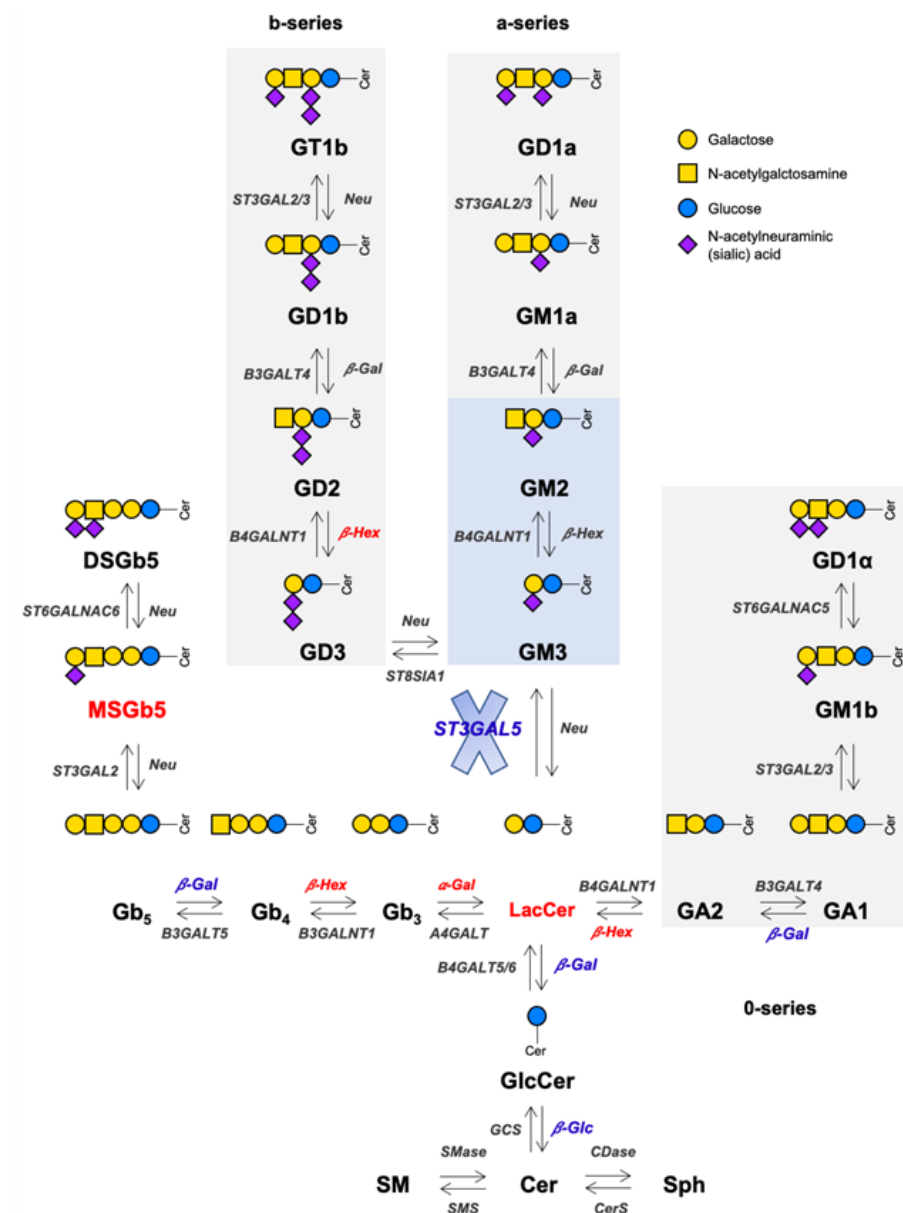 b-series
a-series
Cer
Cer
GT1b
GD1a
Galactose
N-acetylgalctosamine
Glucose
N-acetylneuraminic
(sialic) acid
ST3GAL2/3
Neu
ST3GAL2/3
Neu
Cer
Cer
GD1b
GM1a
B3GALT4
β-Gal
B3GALT4
β-Gal
Cer
Cer
GD2
GM2
Cer
Cer
DSGb5
B4GALNT1
β-Hex
B4GALNT1
β-Hex
GD1α
Cer
Cer
ST6GALNAC6
Neu
Neu
ST6GALNAC5
GD3
GM3
ST8SIA1
Cer
Cer
MSGb5
GM1b
ST3GAL5
Neu
ST3GAL2
Neu
ST3GAL2/3
Neu
Cer
Cer
Cer
Cer
Cer
Cer
β-Gal
β-Hex
α-Gal
B4GALNT1
B3GALT4
Gb5
Gb4
Gb3
LacCer
GA2
GA1
B3GALT5
B3GALNT1
A4GALT
β-Hex
β-Gal
B4GALT5/6
β-Gal
0-series
Cer
GlcCer
GCS
β-Glc
SMase
CDase
SM
Cer
Sph
SMS
CerS